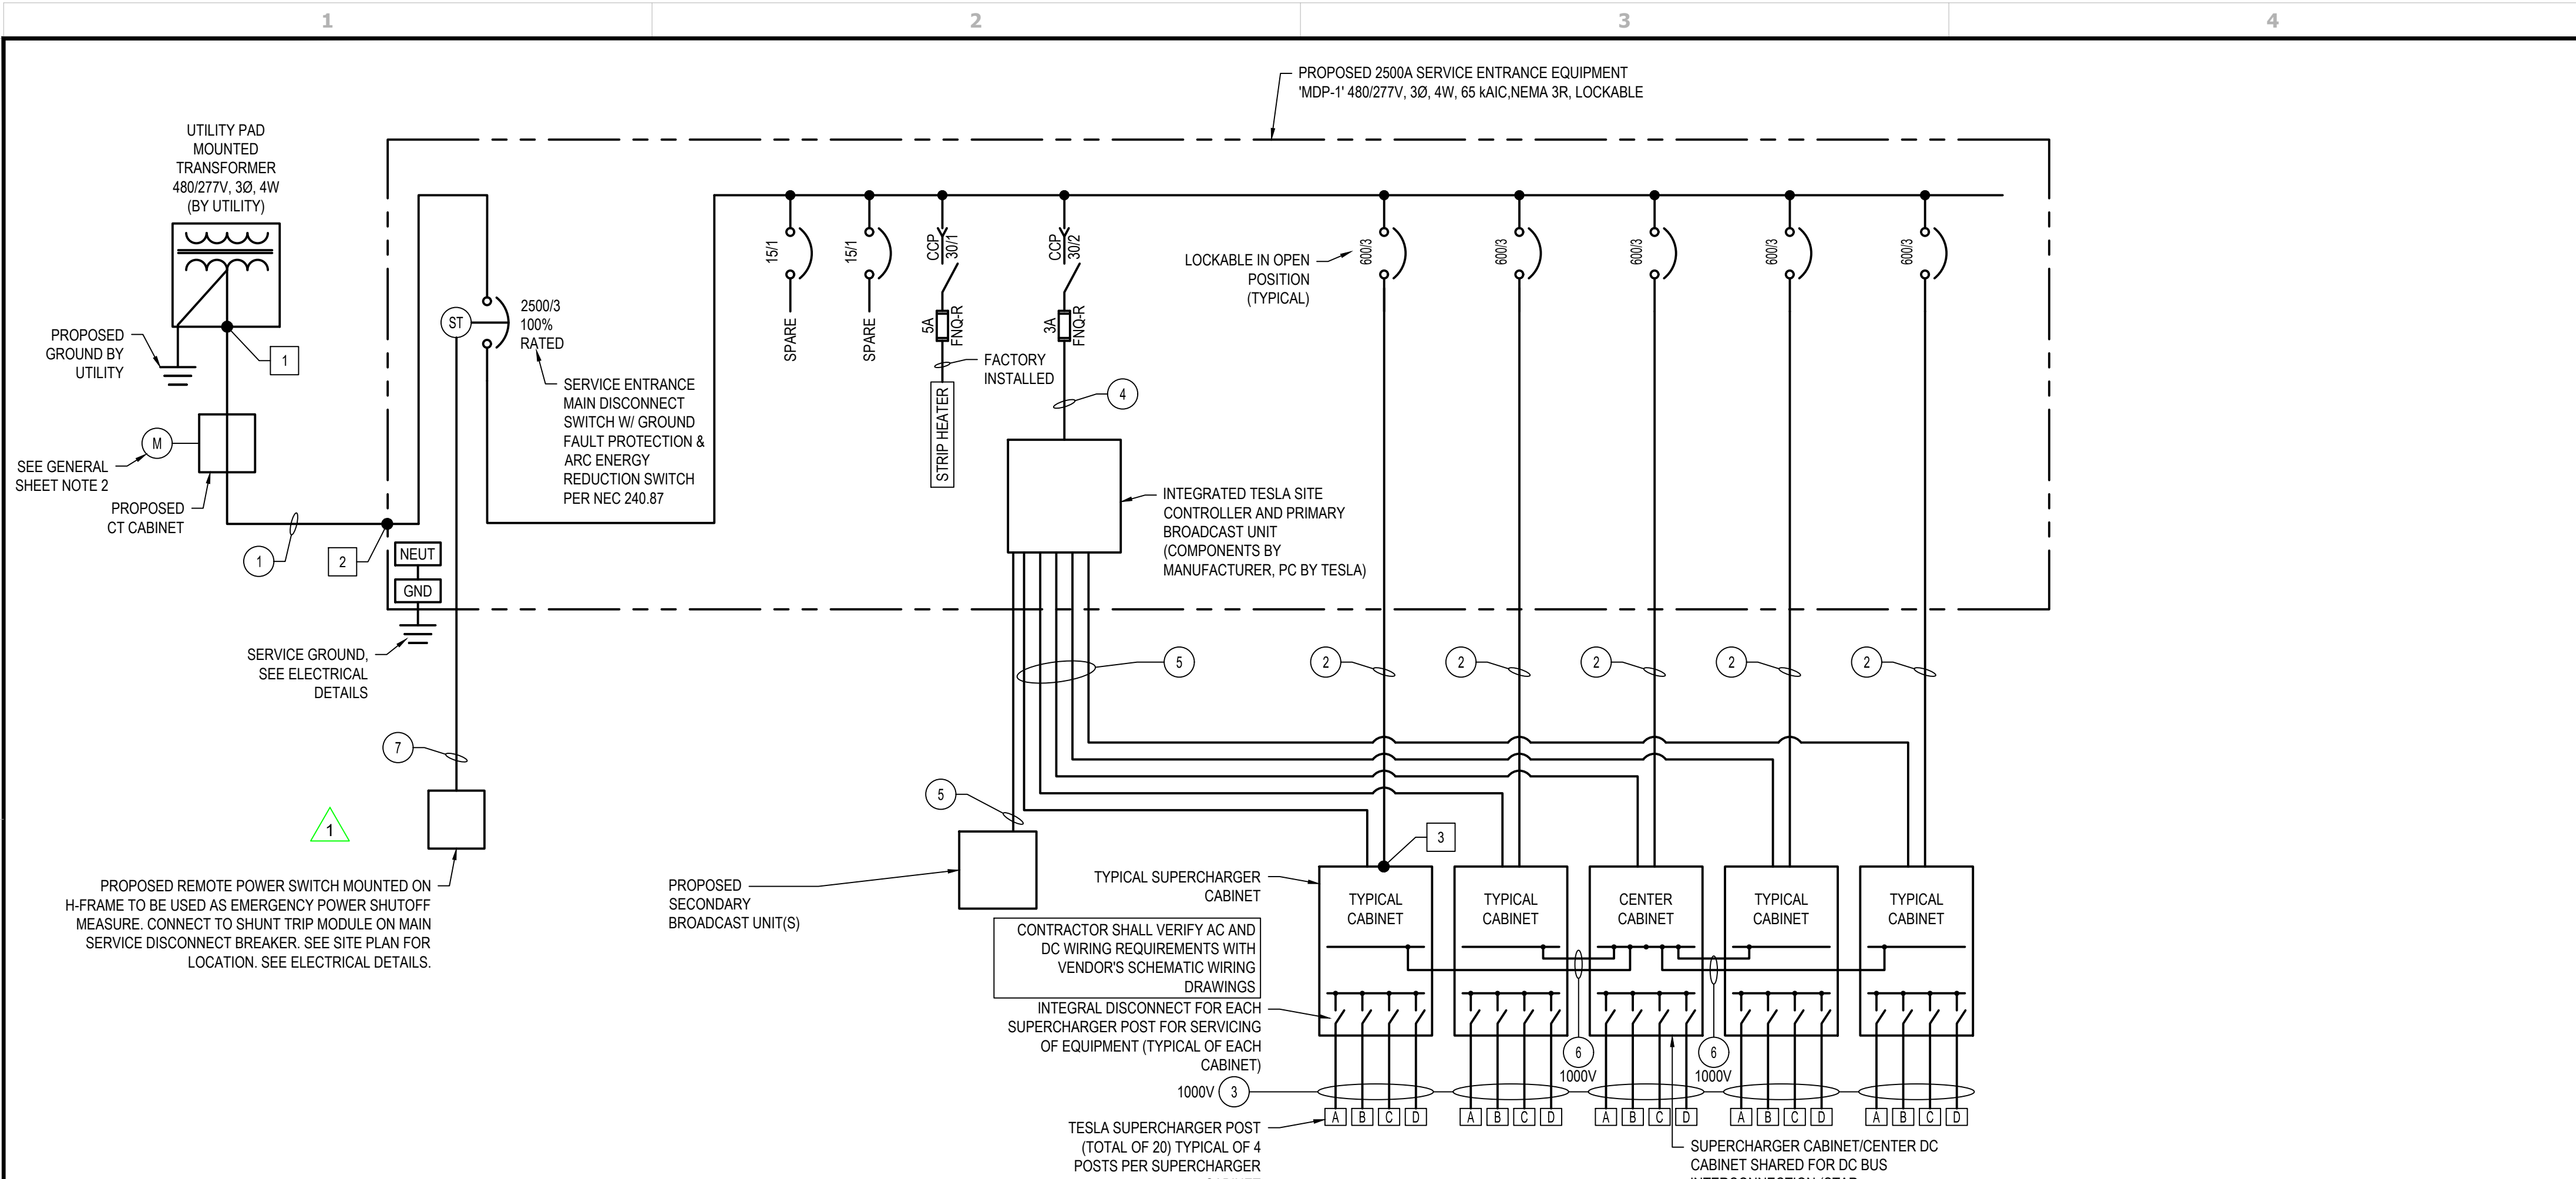 1
2
3
4
PROPOSED 2500A SERVICE ENTRANCE EQUIPMENT
'MDP-1' 480/277V, 3Ø, 4W, 65 kAIC,NEMA 3R, LOCKABLE
UTILITY PAD
MOUNTED
TRANSFORMER
480/277V, 3Ø, 4W
(BY UTILITY)
PROPOSED
GROUND BY
UTILITY
1
M
SEE GENERAL
SHEET NOTE 2
PROPOSED
CT CABINET
1
2
NEUT
GND
SERVICE GROUND,
SEE ELECTRICAL
DETAILS
ST
2500/3
100%
RATED
SERVICE ENTRANCE
MAIN DISCONNECT
SWITCH W/ GROUND
FAULT PROTECTION &
ARC ENERGY
REDUCTION SWITCH
PER NEC 240.87
15/1
SPARE
15/1
SPARE
CCP
30/1
5A
FNQ-R
FACTORY
INSTALLED
STRIP HEATER
CCP
30/2
3A
FNQ-R
4
INTEGRATED TESLA SITE
CONTROLLER AND PRIMARY
BROADCAST UNIT
(COMPONENTS BY
MANUFACTURER, PC BY TESLA)
LOCKABLE IN OPEN
POSITION
(TYPICAL)
600/3
600/3
600/3
600/3
600/3
5
2
2
2
2
2
7
1
PROPOSED REMOTE POWER SWITCH MOUNTED ON
H-FRAME TO BE USED AS EMERGENCY POWER SHUTOFF
MEASURE. CONNECT TO SHUNT TRIP MODULE ON MAIN
SERVICE DISCONNECT BREAKER. SEE SITE PLAN FOR
LOCATION. SEE ELECTRICAL DETAILS.
5
PROPOSED
SECONDARY
BROADCAST UNIT(S)
3
TYPICAL SUPERCHARGER
CABINET
TYPICAL
CABINET
TYPICAL
CABINET
CENTER
CABINET
TYPICAL
CABINET
TYPICAL
CABINET
CONTRACTOR SHALL VERIFY AC AND
DC WIRING REQUIREMENTS WITH
VENDOR'S SCHEMATIC WIRING
DRAWINGS
INTEGRAL DISCONNECT FOR EACH
SUPERCHARGER POST FOR SERVICING
OF EQUIPMENT (TYPICAL OF EACH
CABINET)
6
1000V
6
1000V
1000V 3
A B C D
A B C D
A B C D
A B C D
A B C D
TESLA SUPERCHARGER POST
(TOTAL OF 20) TYPICAL OF 4
POSTS PER SUPERCHARGER
SUPERCHARGER CABINET/CENTER DC
CABINET SHARED FOR DC BUS